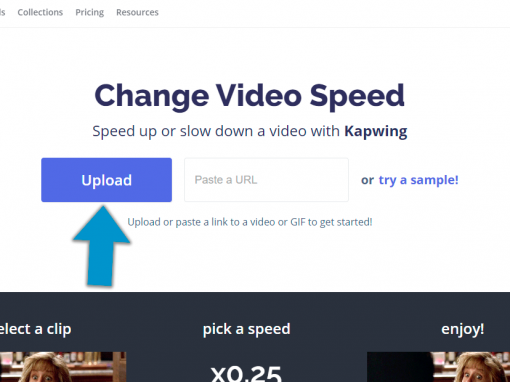 Collections Pricing Resources
Change Video Speed
Speed up or slow down a video with Kapwing
Upload Paste a URL or try a sample!
Upload or paste a link to a video or GIF to get started!
elect a clip pick a speed enjoy!
x0.25